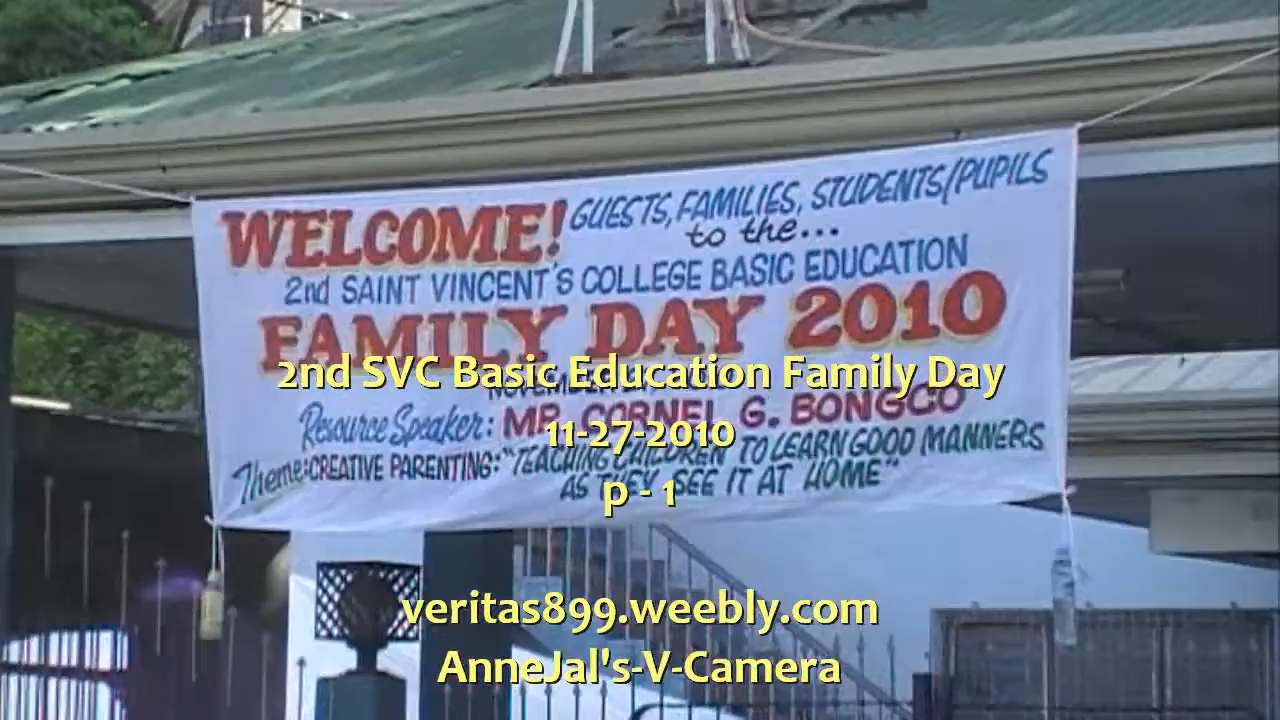 WELCOME! GUESTS, FAMILIES, STUDENTS/PUPILS
to the...
2nd SAINT VINCENT'S COLLEGE BASIC EDUCATION
FAMILY DAY 2010
2nd SVC Basic Education Family Day
NOVEMBER
Resource Speaker: MR. CORNEL G. BONGCO
11-27-2010
Theme: CREATIVE PARENTING: "TEACHING CHILDREN TO LEARN GOOD MANNERS
AS THEY SEE IT AT HOME"
p - 1
veritas899.weebly.com
AnneJal's-V-Camera